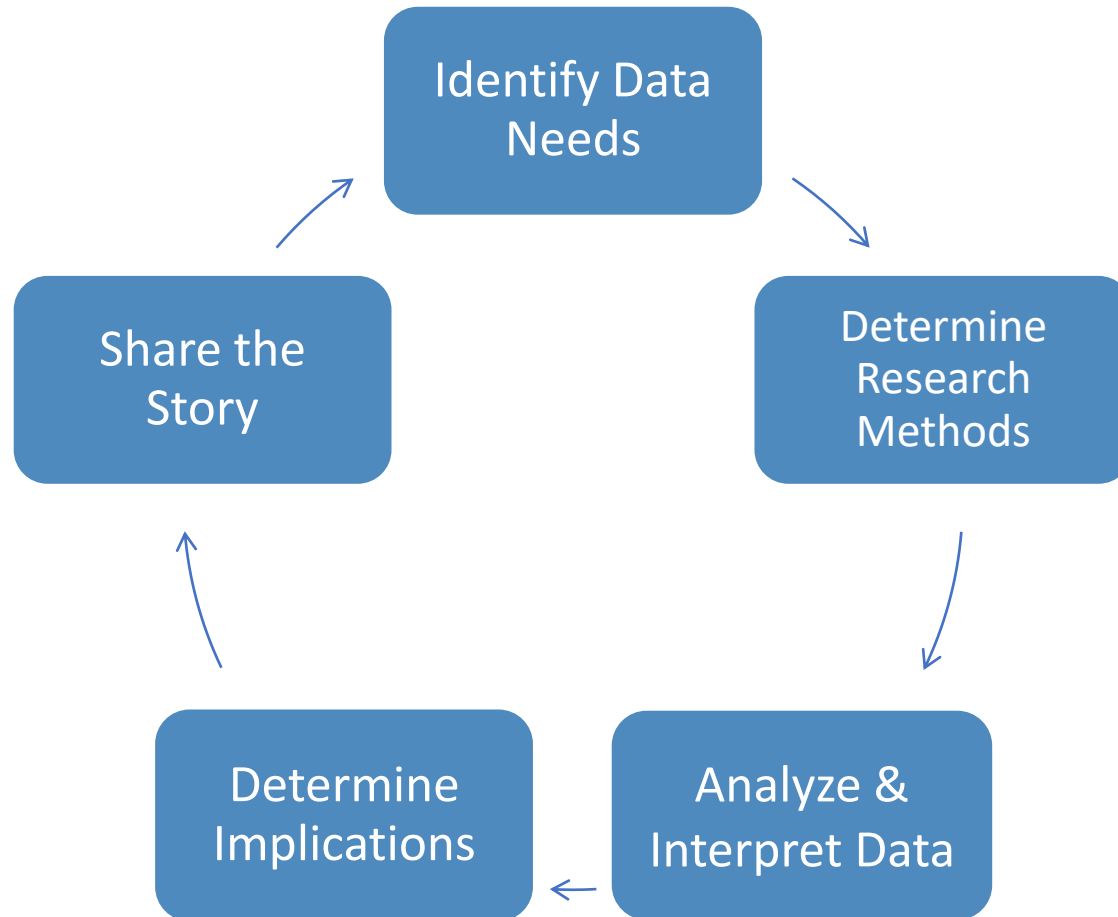 Identify Data
Needs
Determine
Research
Methods
Analyze &
Interpret Data
Determine
Implications
Share the
Story